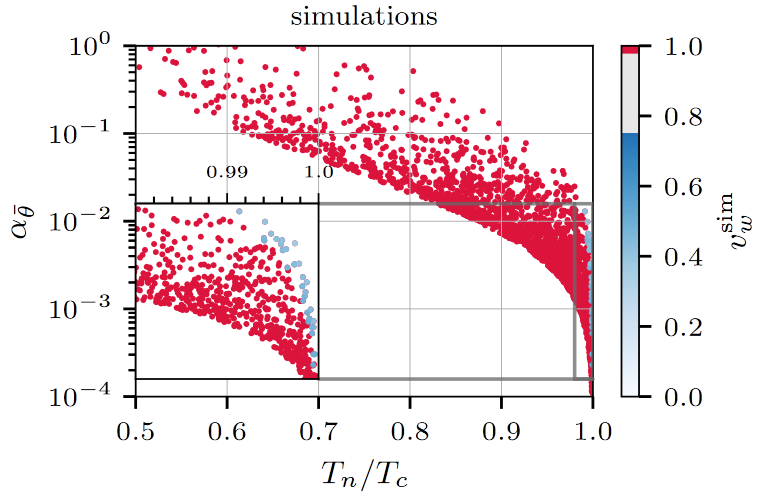 simulations
10^0
10^{-1}
10^{-2}
10^{-3}
10^{-4}
α_{\bar{θ}}
0.99 1.0
0.5 0.6 0.7 0.8 0.9 1.0
T_n/T_c
1.0
0.8
0.6
0.4
0.2
0.0
v_w^{sim}